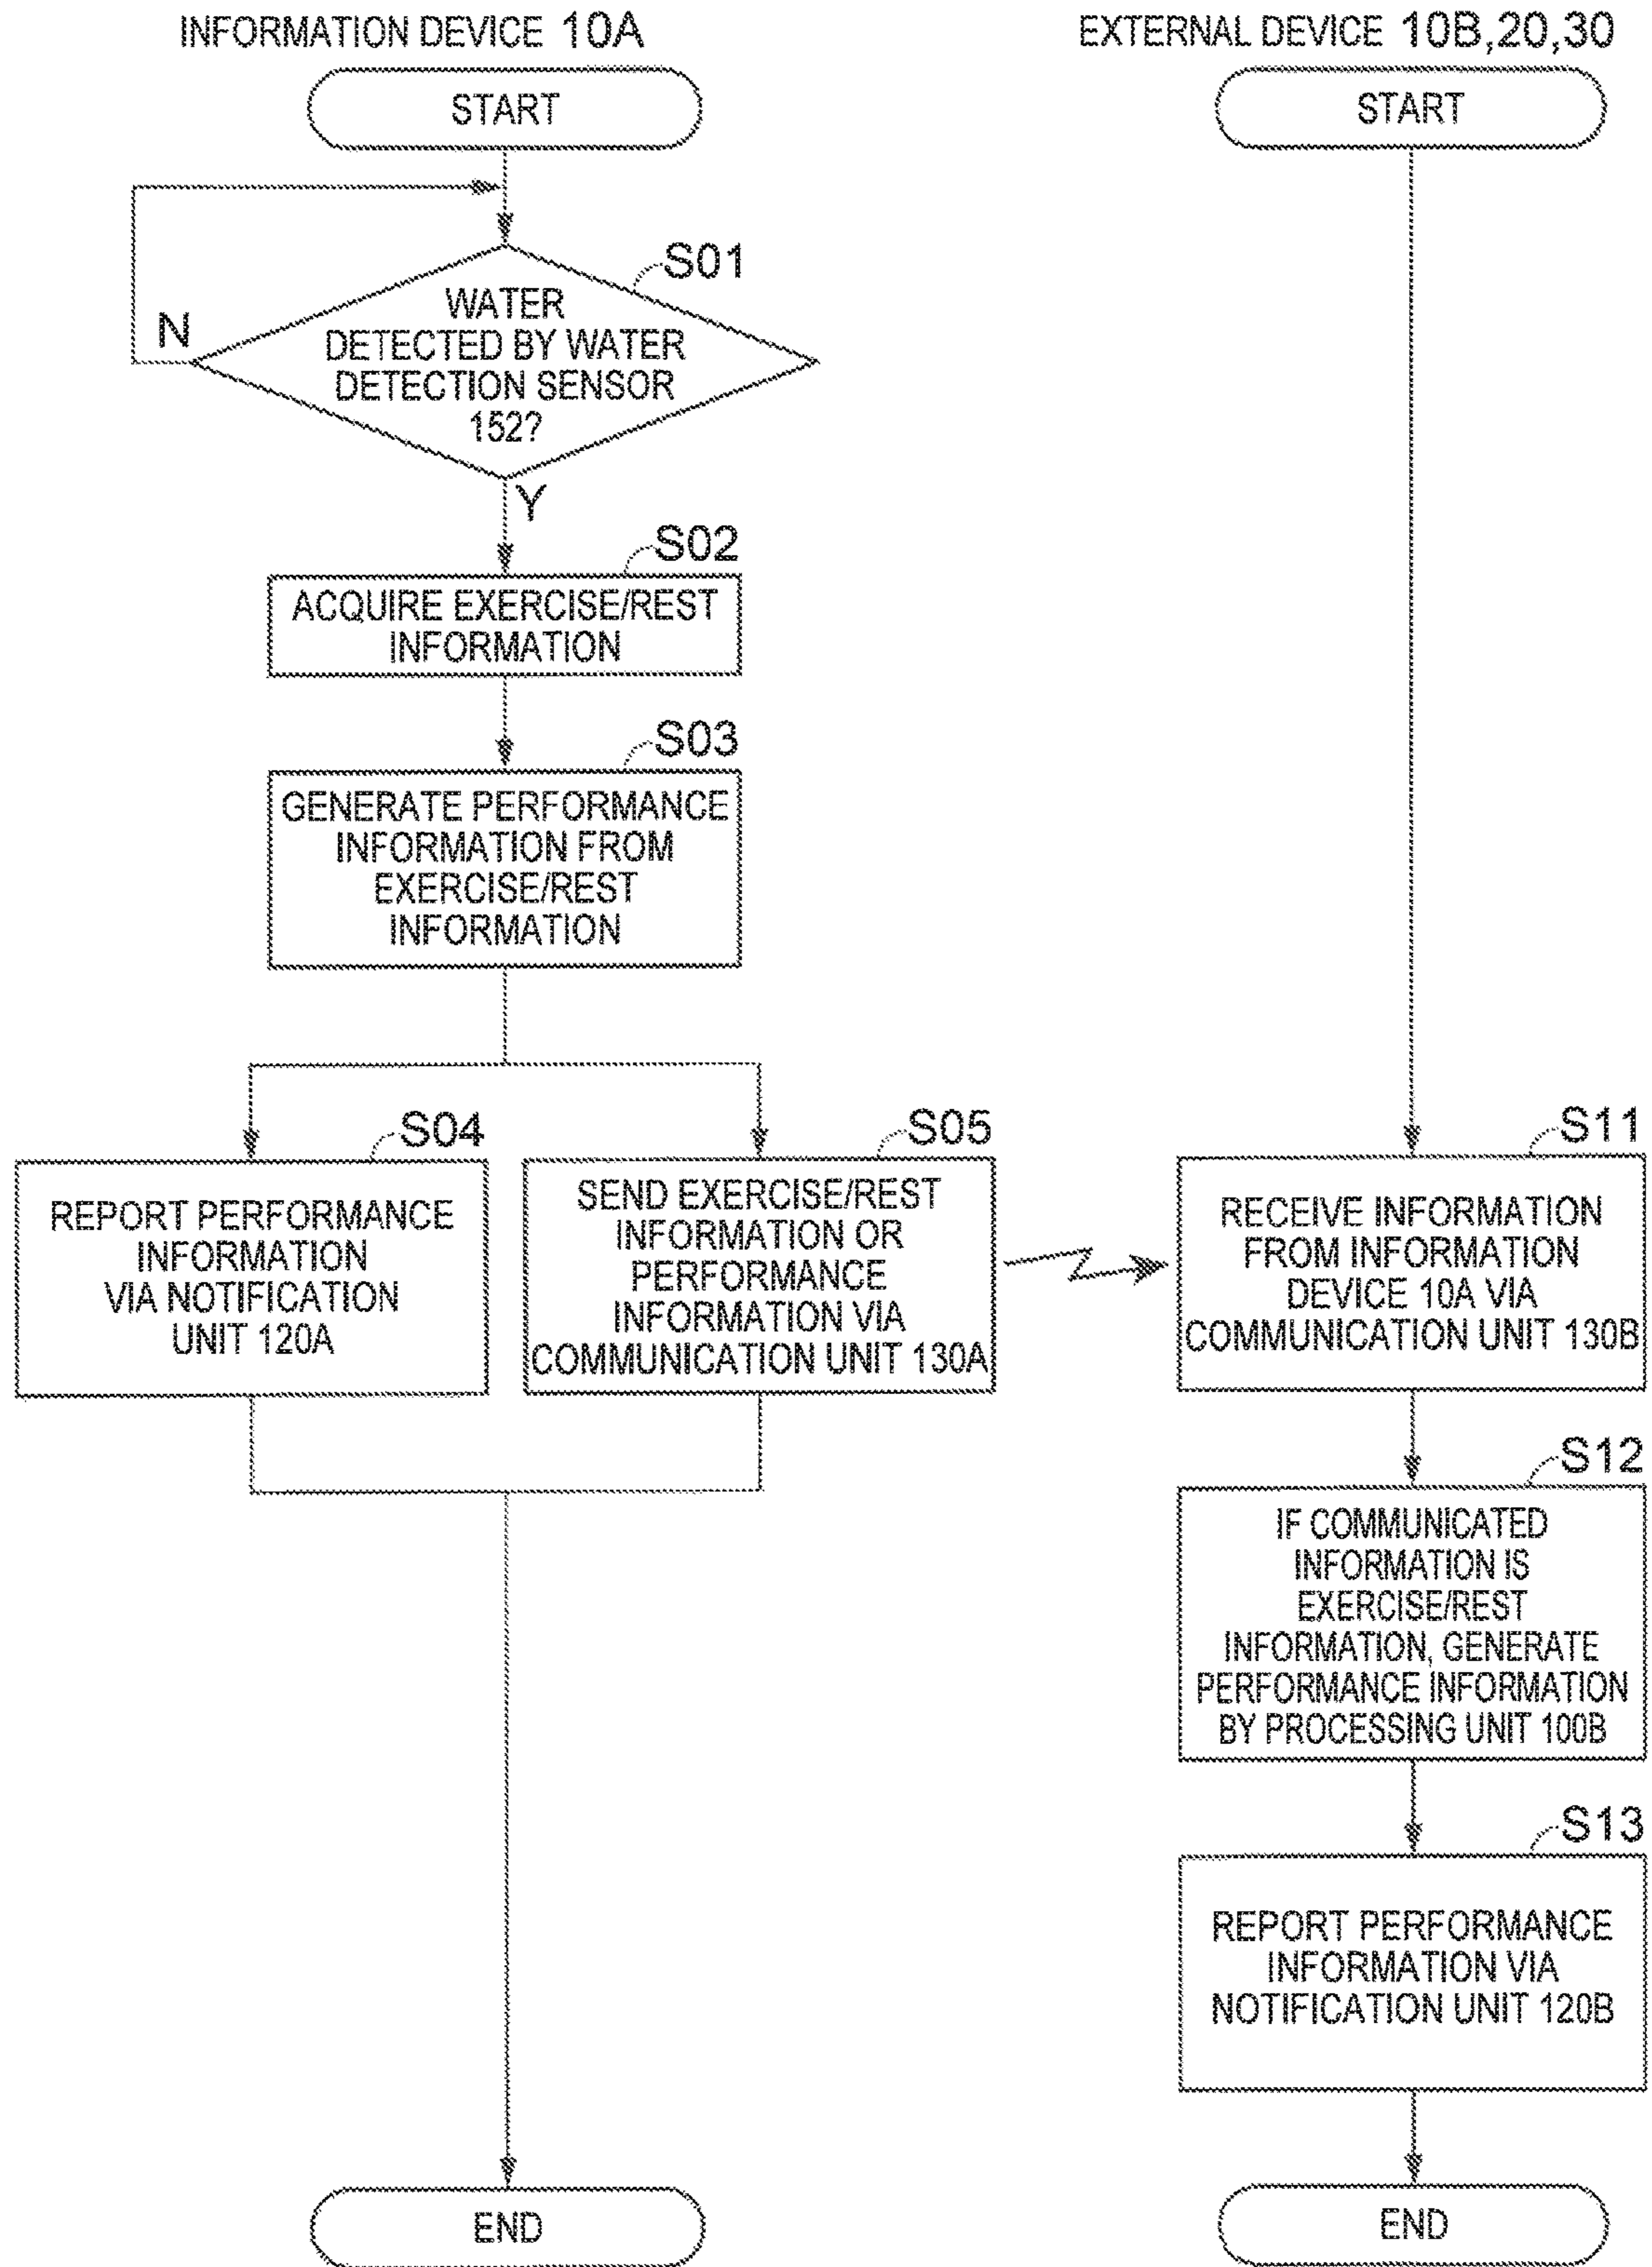 INFORMATION DEVICE 10A
START
S01
WATER
DETECTED BY WATER
DETECTION SENSOR
152?
N
Y
S02
ACQUIRE EXERCISE/REST
INFORMATION
S03
GENERATE PERFORMANCE
INFORMATION FROM
EXERCISE/REST
INFORMATION
S04
REPORT PERFORMANCE
INFORMATION
VIA NOTIFICATION
UNIT 120A
S05
SEND EXERCISE/REST
INFORMATION OR
PERFORMANCE
INFORMATION VIA
COMMUNICATION UNIT 130A
END
EXTERNAL DEVICE 10B,20,30
START
S11
RECEIVE INFORMATION
FROM INFORMATION
DEVICE 10A VIA
COMMUNICATION UNIT 130B
S12
IF COMMUNICATED
INFORMATION IS
EXERCISE/REST
INFORMATION, GENERATE
PERFORMANCE INFORMATION
BY PROCESSING UNIT 100B
S13
REPORT PERFORMANCE
INFORMATION VIA
NOTIFICATION UNIT 120B
END